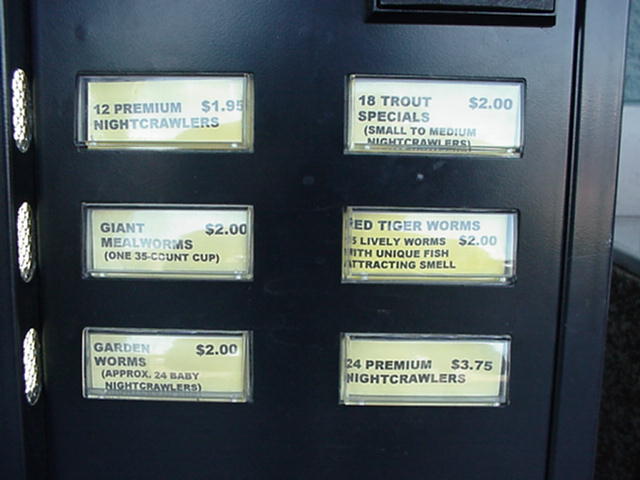 12 PREMIUM $1.95
NIGHTCRAWLERS
18 TROUT $2.00
SPECIALS
(SMALL TO MEDIUM
NIGHTCRAWLERS)
GIANT $2.00
MEALWORMS
(ONE 35-COUNT CUP)
RED TIGER WORMS
LIVELY WORMS $2.00
WITH UNIQUE FISH
ATTRACTING SMELL
GARDEN $2.00
WORMS
(APPROX. 24 BABY
NIGHTCRAWLERS)
24 PREMIUM $3.75
NIGHTCRAWLERS